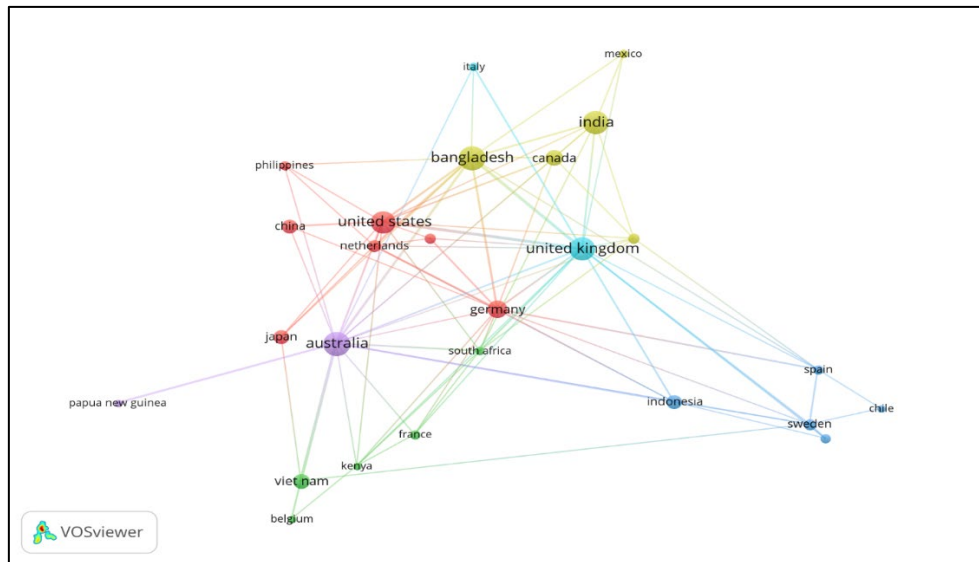 mexico
italy
india
bangladesh
canada
philippines
united states
china
netherlands
united kingdom
germany
japan
australia
south africa
spain
papua new guinea
indonesia
chile
sweden
france
kenya
viet nam
belgium
VOSviewer